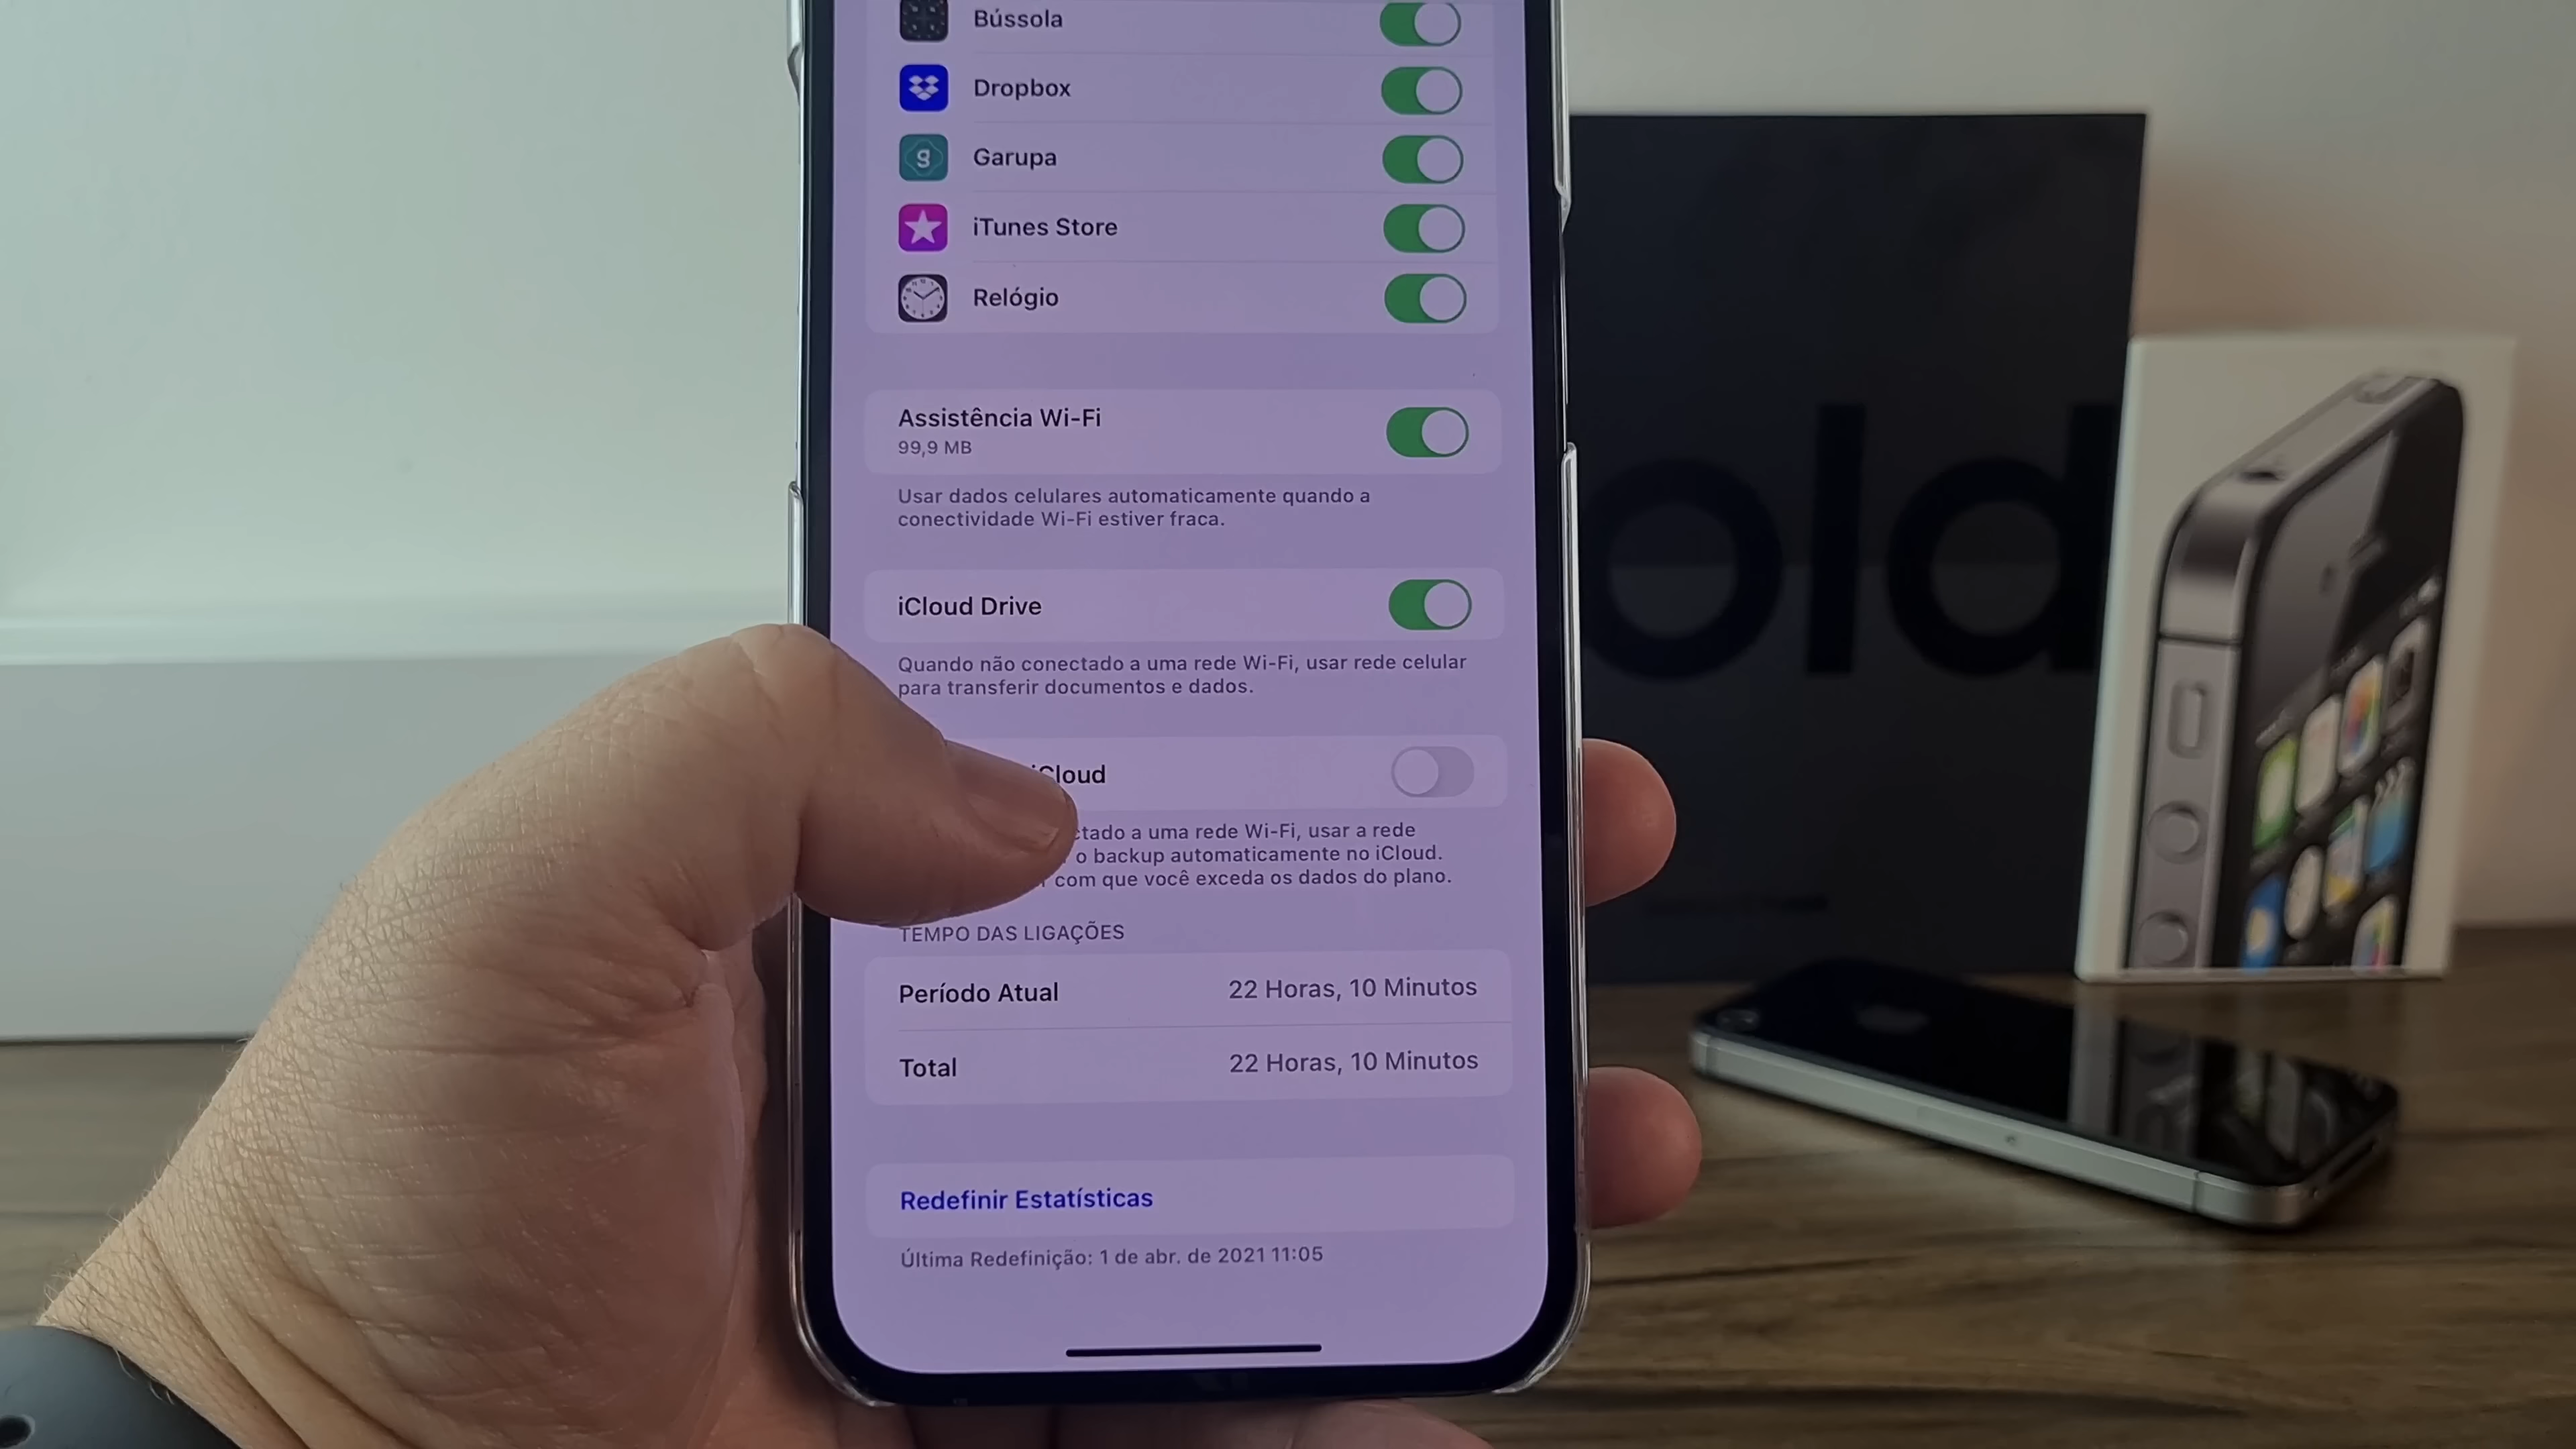 Bússola
Dropbox
Garupa
iTunes Store
Relógio
Assistência Wi-Fi
99,9 MB
Usar dados celulares automaticamente quando a
conectividade Wi-Fi estiver fraca.
iCloud Drive
Quando não conectado a uma rede Wi-Fi, usar rede celular
para transferir documentos e dados.
iCloud
a uma rede Wi-Fi, usar a rede
o backup automaticamente no iCloud.
com que você exceda os dados do plano.
TEMPO DAS LIGAÇÕES
Período Atual 22 Horas, 10 Minutos
Total 22 Horas, 10 Minutos
Redefinir Estatísticas
Última Redefinição: 1 de abr. de 2021 11:05
old